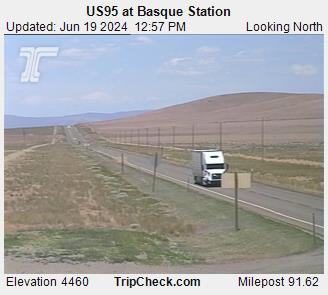 US95 at Basque Station
Updated: Jun 19 2024 12:57 PM Looking North
Elevation 4460 TripCheck.com Milepost 91.62